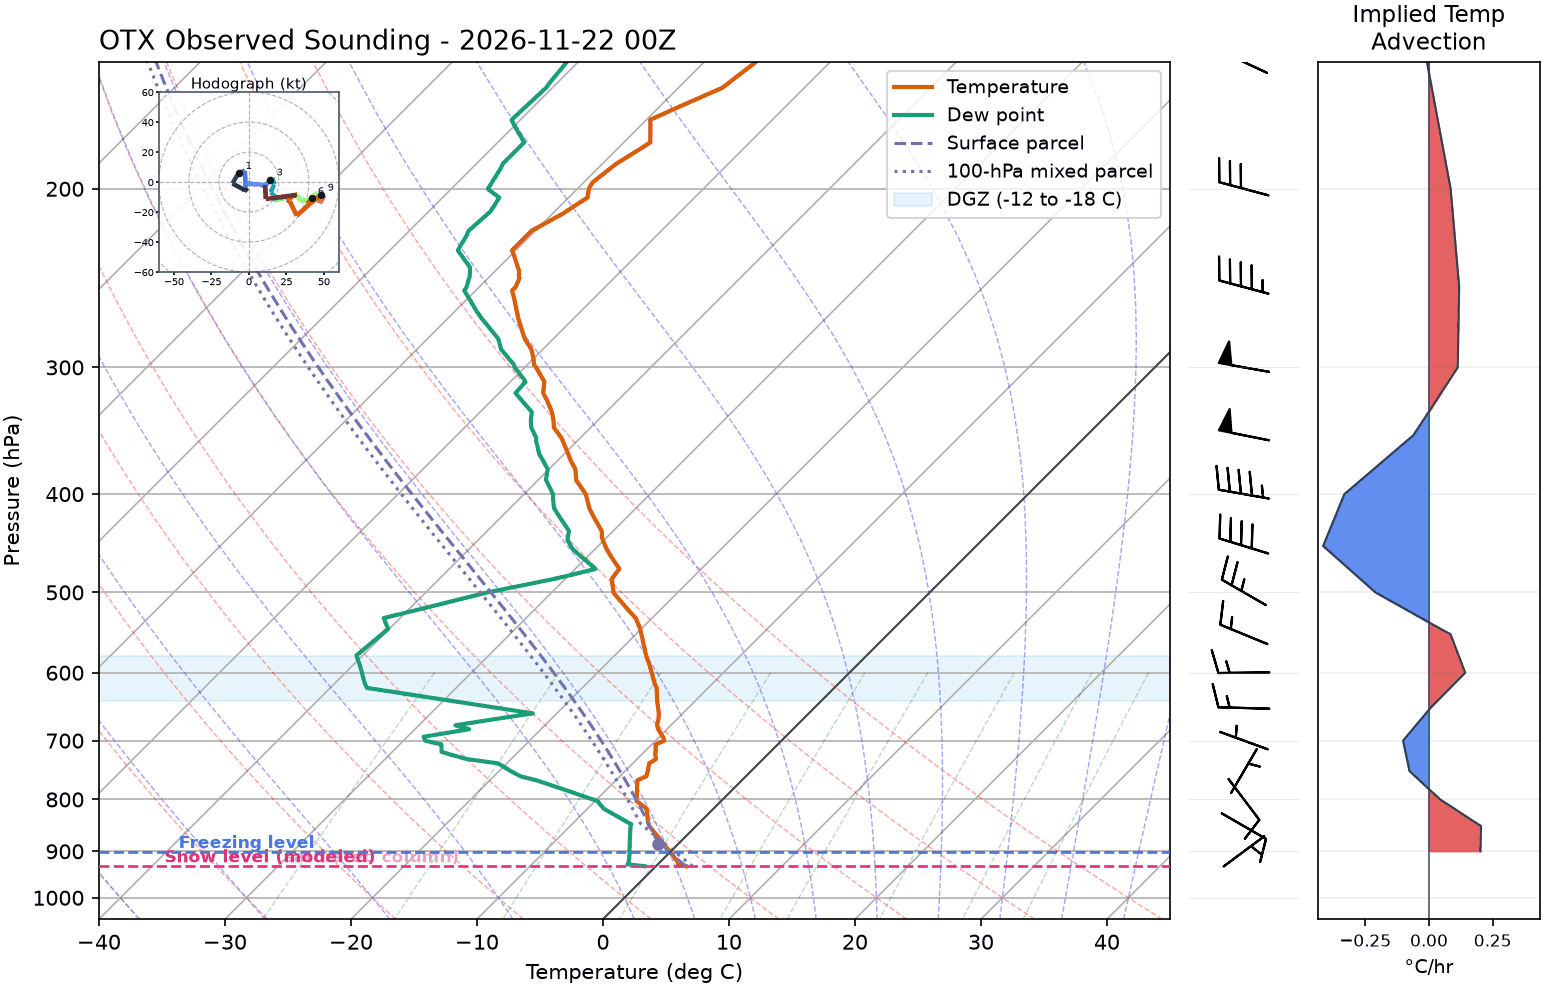 OTX Observed Sounding - 2026-11-22 00Z
Implied Temp
Advection
Hodograph (kt)
60
40
20
0
−20
−40
−60
−50
−25
0
25
50
1
3
6
9
Temperature
Dew point
Surface parcel
100-hPa mixed parcel
DGZ (-12 to -18 C)
Pressure (hPa)
200
300
400
500
600
700
800
900
1000
Freezing level
Snow level (modeled) column)
−40
−30
−20
−10
0
10
20
30
40
Temperature (deg C)
−0.25
0.00
0.25
°C/hr